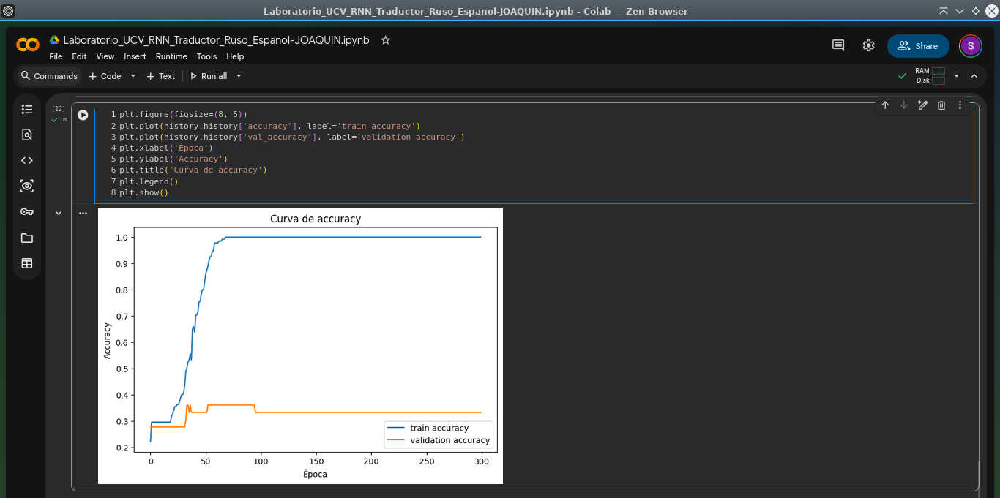 Laboratorio_UCV_RNN_Traductor_Ruso_Espanol-JOAQUIN.ipynb - Colab — Zen Browser
Laboratorio_UCV_RNN_Traductor_Ruso_Espanol-JOAQUIN.ipynb
File Edit View Insert Runtime Tools Help
Share
S
Commands + Code + Text Run all
RAM
Disk
[12]
0s
1 plt.figure(figsize=(8, 5))
2 plt.plot(history.history['accuracy'], label='train accuracy')
3 plt.plot(history.history['val_accuracy'], label='validation accuracy')
4 plt.xlabel('Época')
5 plt.ylabel('Accuracy')
6 plt.title('Curva de accuracy')
7 plt.legend()
8 plt.show()
Curva de accuracy
1.0
0.9
0.8
0.7
0.6
0.5
0.4
0.3
0.2
Accuracy
train accuracy
validation accuracy
0 50 100 150 200 250 300
Época